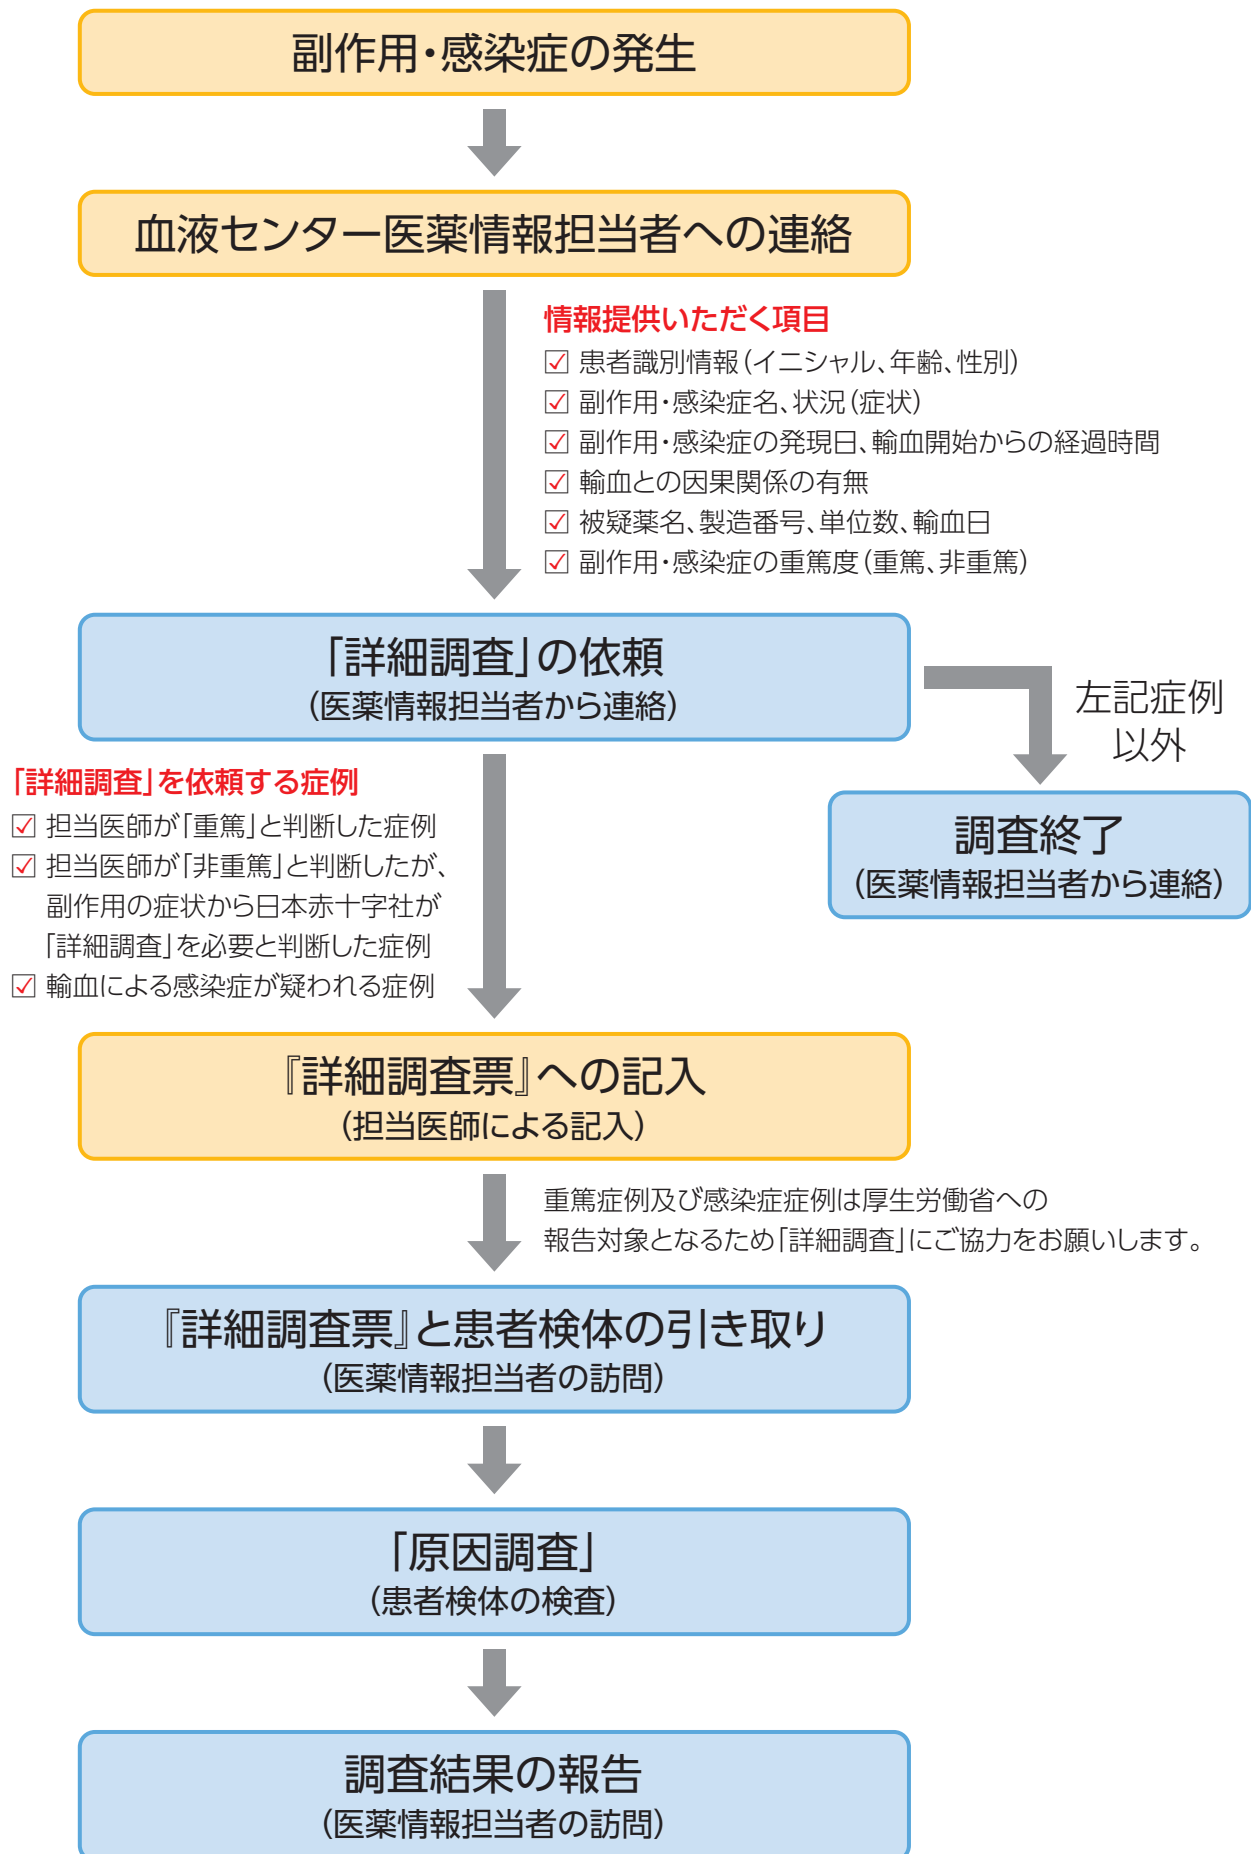 副作用・感染症の発生
血液センター医薬情報担当者への連絡
情報提供いただく項目
☑ 患者識別情報（イニシャル、年齢、性別）
☑ 副作用・感染症名、状況（症状）
☑ 副作用・感染症の発現日、輸血開始からの経過時間
☑ 輸血との因果関係の有無
☑ 被疑薬名、製造番号、単位数、輸血日
☑ 副作用・感染症の重篤度（重篤、非重篤）
「詳細調査」の依頼
（医薬情報担当者から連絡）
左記症例
以外
調査終了
（医薬情報担当者から連絡）
「詳細調査」を依頼する症例
☑ 担当医師が「重篤」と判断した症例
☑ 担当医師が「非重篤」と判断したが、
副作用の症状から日本赤十字社が
「詳細調査」を必要と判断した症例
☑ 輸血による感染症が疑われる症例
『詳細調査票』への記入
（担当医師による記入）
重篤症例及び感染症症例は厚生労働省への
報告対象となるため「詳細調査」にご協力をお願いします。
『詳細調査票』と患者検体の引き取り
（医薬情報担当者の訪問）
「原因調査」
（患者検体の検査）
調査結果の報告
（医薬情報担当者の訪問）